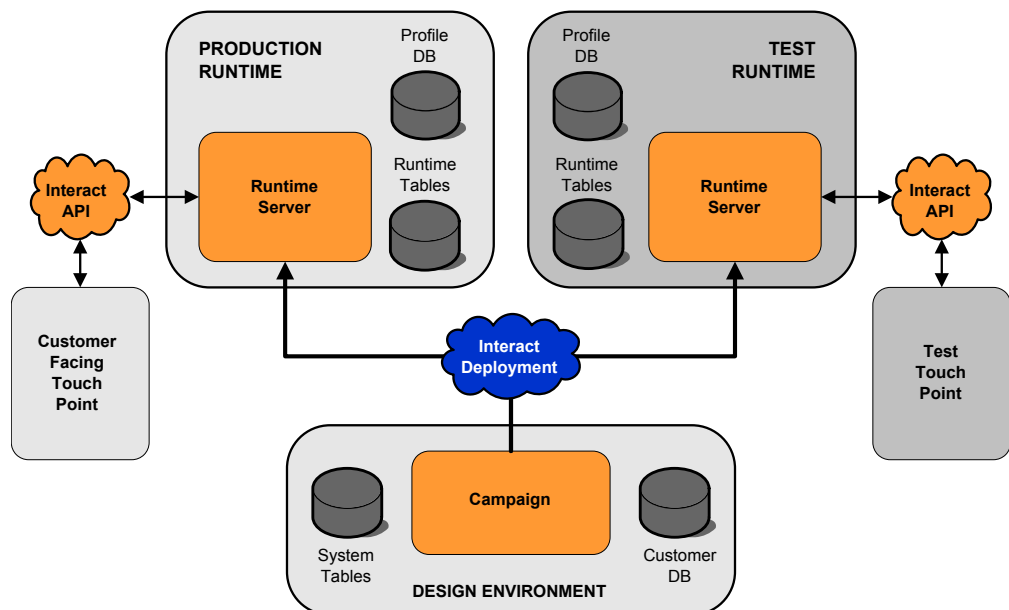 PRODUCTION
RUNTIME
Profile
DB
Runtime
Server
Runtime
Tables
Profile
DB
TEST
RUNTIME
Runtime
Tables
Runtime
Server
Interact
API
Interact
API
Customer
Facing
Touch
Point
Interact
Deployment
Test
Touch
Point
System
Tables
Campaign
Customer
DB
DESIGN ENVIRONMENT